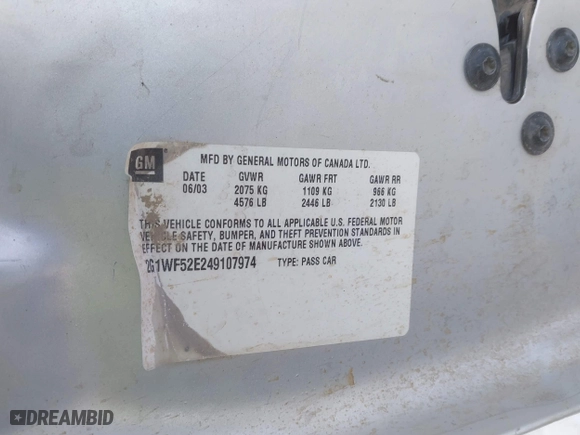 GM
MFD BY GENERAL MOTORS OF CANADA LTD.
DATE GVWR GAWR FRT GAWR RR
06/03 2075 KG 1109 KG 966 KG
4576 LB 2446 LB 2130 LB
THIS VEHICLE CONFORMS TO ALL APPLICABLE U.S. FEDERAL MOTOR
VEHICLE SAFETY, BUMPER, AND THEFT PREVENTION STANDARDS IN
EFFECT ON THE DATE OF MANUFACTURE SHOWN ABOVE.
2G1WF52E249107974 TYPE: PASS CAR
DREAMBID